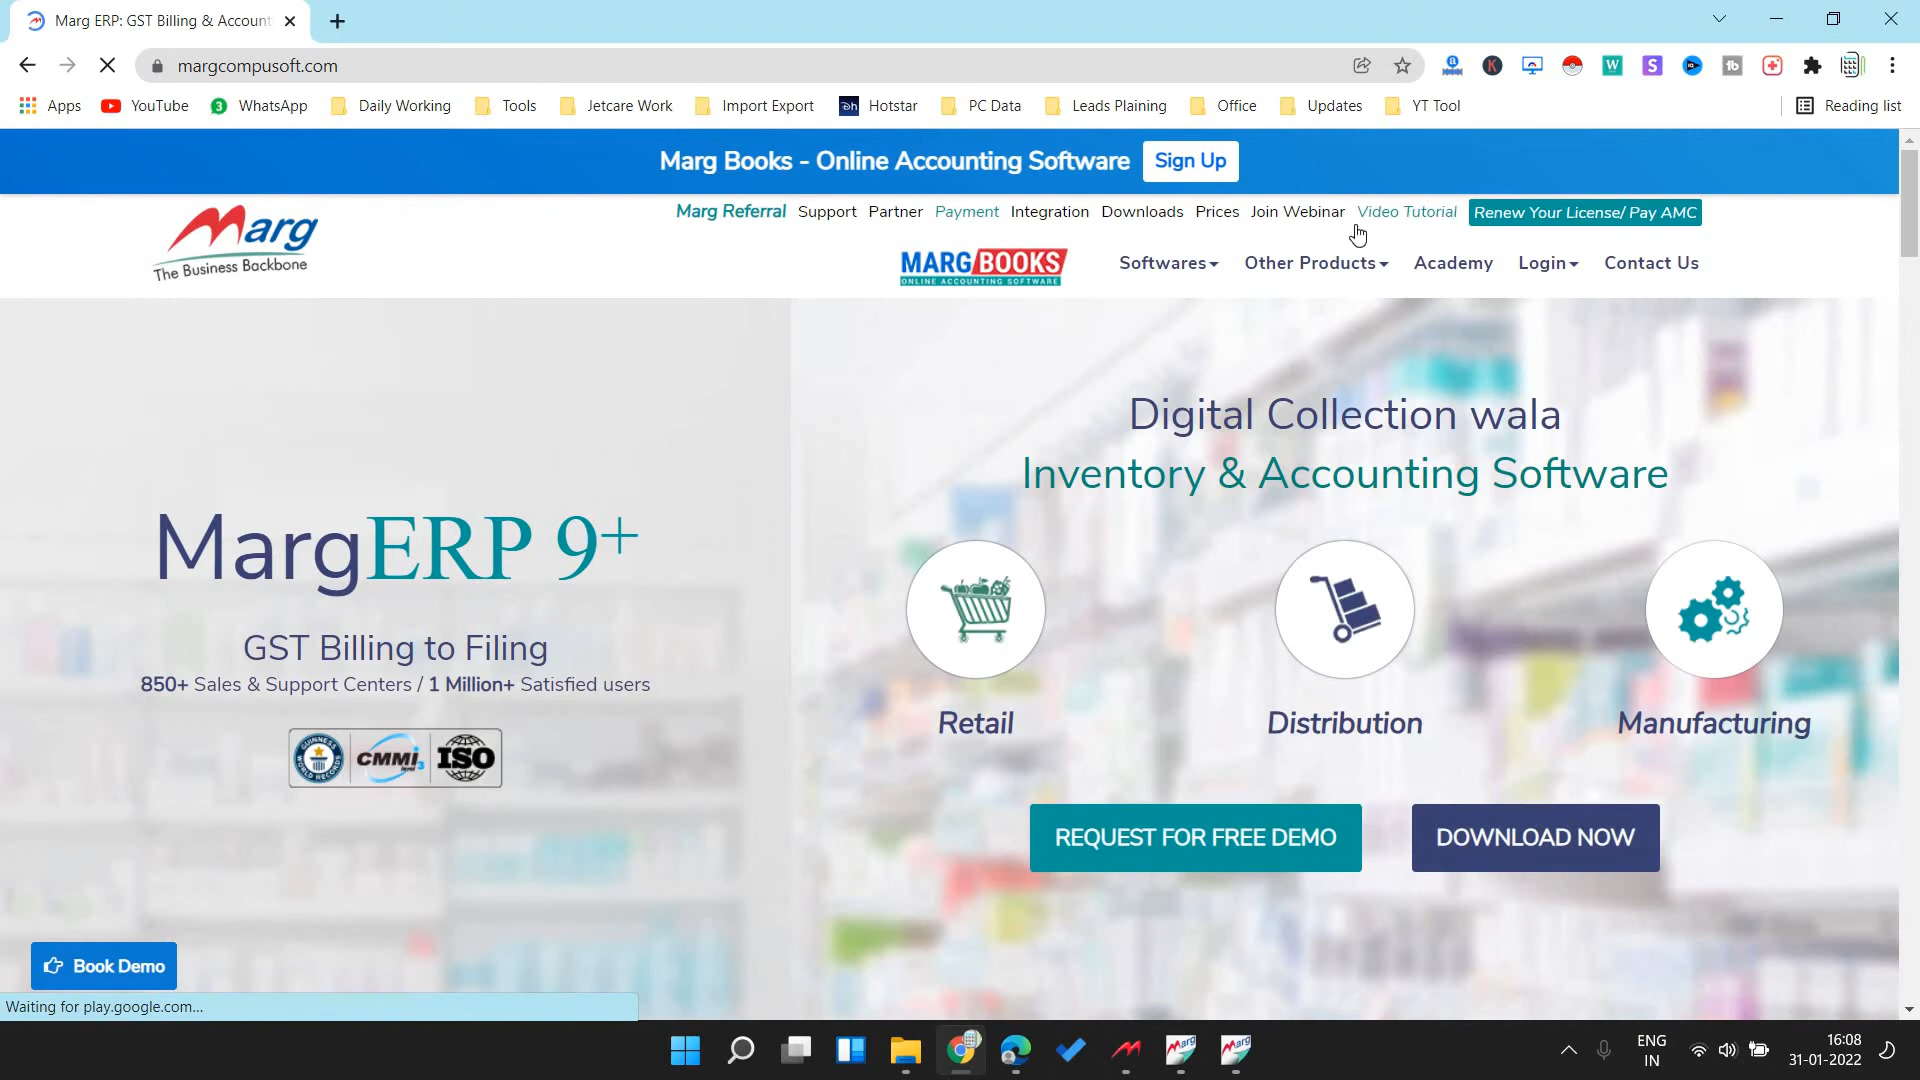 Marg ERP: GST Billing & Account
margcompusoft.com
Apps
YouTube
WhatsApp
Daily Working
Tools
Jetcare Work
Import Export
Hotstar
PC Data
Leads Plaining
Office
Updates
YT Tool
Reading list
Marg Books - Online Accounting Software
Sign Up
Marg
The Business Backbone
Marg Referral
Support
Partner
Payment
Integration
Downloads
Prices
Join Webinar
Video Tutorial
Renew Your License/ Pay AMC
MARG BOOKS
ONLINE ACCOUNTING SOFTWARE
Softwares
Other Products
Academy
Login
Contact Us
Digital Collection wala
Inventory & Accounting Software
MargERP 9+
GST Billing to Filing
850+ Sales & Support Centers / 1 Million+ Satisfied users
CMMi
ISO
Retail
Distribution
Manufacturing
REQUEST FOR FREE DEMO
DOWNLOAD NOW
Book Demo
Waiting for play.google.com...
ENG
IN
16:08
31-01-2022